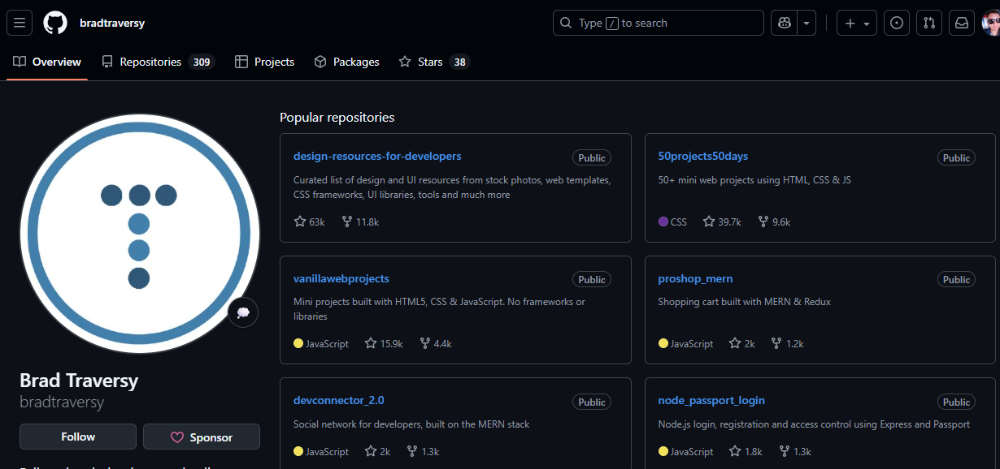 bradtraversy
Type / to search
Overview
Repositories 309
Projects
Packages
Stars 38
Popular repositories
design-resources-for-developers
Public
Curated list of design and UI resources from stock photos, web templates,
CSS frameworks, UI libraries, tools and much more
63k 11.8k
50projects50days
Public
50+ mini web projects using HTML, CSS & JS
CSS 39.7k 9.6k
vanillawebprojects
Public
Mini projects built with HTML5, CSS & JavaScript. No frameworks or
libraries
JavaScript 15.9k 4.4k
proshop_mern
Public
Shopping cart built with MERN & Redux
JavaScript 2k 1.2k
devconnector_2.0
Public
Social network for developers, built on the MERN stack
JavaScript 2k 1.3k
node_passport_login
Public
Node.js login, registration and access control using Express and Passport
JavaScript 1.8k 1.3k
Brad Traversy
bradtraversy
Follow
Sponsor